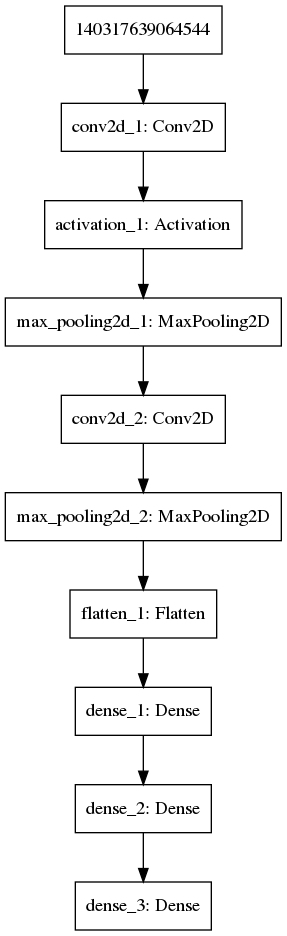 140317639064544
conv2d_1: Conv2D
activation_1: Activation
max_pooling2d_1: MaxPooling2D
conv2d_2: Conv2D
max_pooling2d_2: MaxPooling2D
flatten_1: Flatten
dense_1: Dense
dense_2: Dense
dense_3: Dense